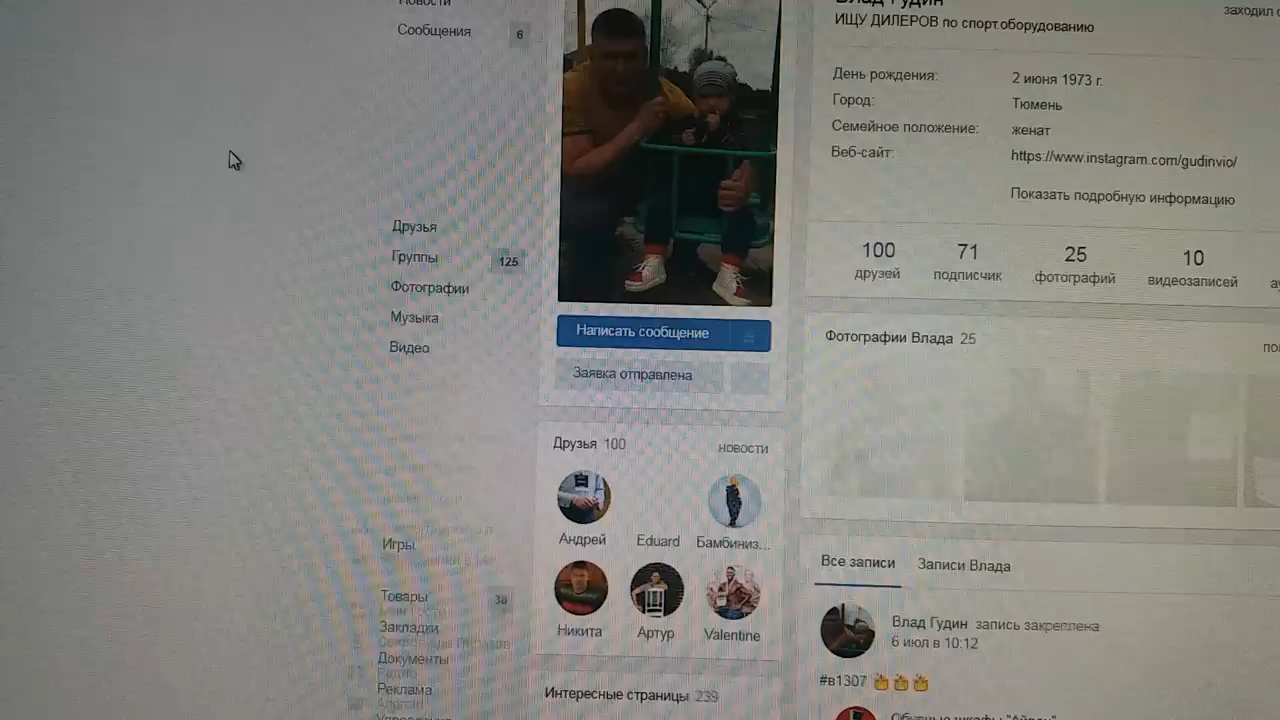 Новости
Сообщения 6
Друзья
Группы 125
Фотографии
Музыка
Видео
Игры
Товары
Закладки
Документы
Реклама
Написать сообщение
Заявка отправлена
Друзья 100 новости
Андрей Eduard Бамбиниз...
Никита Артур Valentine
Интересные страницы 239
Влад Гудин
ИЩУ ДИЛЕРОВ по спорт.оборудованию
День рождения: 2 июня 1973 г.
Город: Тюмень
Семейное положение: женат
Веб-сайт: https://www.instagram.com/gudinvio/
Показать подробную информацию
100 71 25 10
друзей подписчик фотографий видеозаписей
Фотографии Влада 25
Все записи Записи Влада
Влад Гудин запись закреплена
6 июл в 10:12
#в1307
заходил